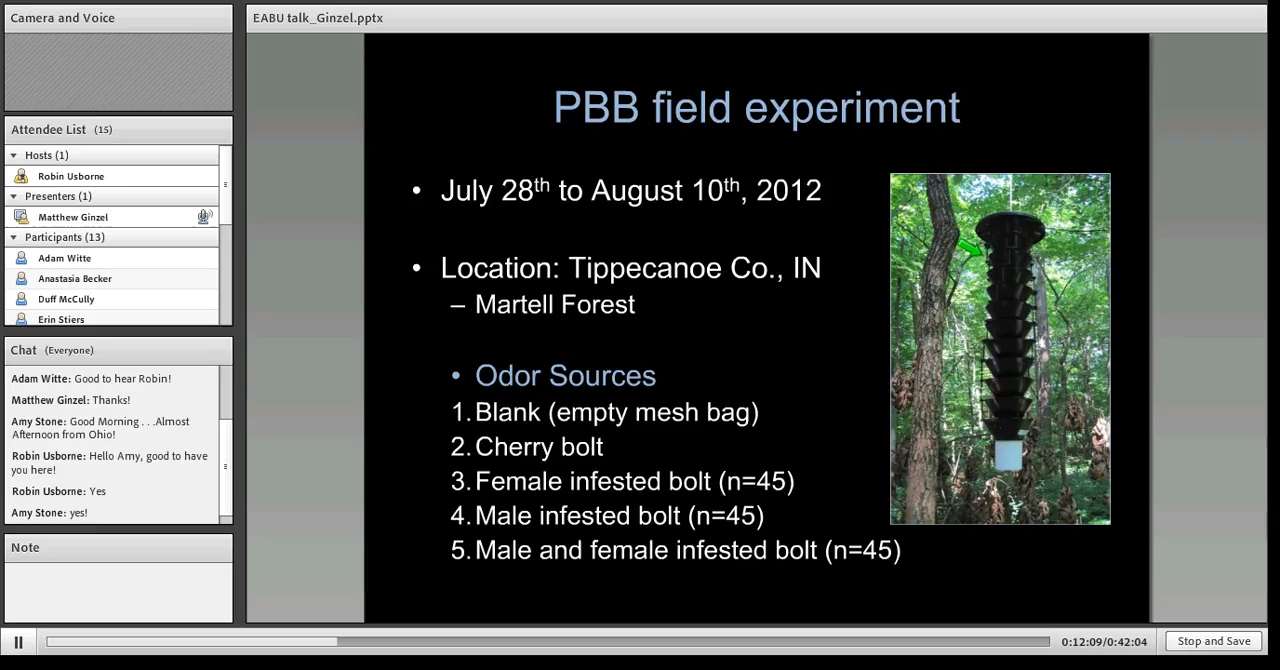 Camera and Voice
Attendee List (15)
Hosts (1)
Robin Usborne
Presenters (1)
Matthew Ginzel
Participants (13)
Adam Witte
Anastasia Becker
Duff McCully
Erin Stiers
Chat (Everyone)
Adam Witte: Good to hear Robin!
Matthew Ginzel: Thanks!
Amy Stone: Good Morning . . .Almost
Afternoon from Ohio!
Robin Usborne: Hello Amy, good to have
you here!
Robin Usborne: Yes
Amy Stone: yes!
Note
EABU talk_Ginzel.pptx
PBB field experiment
• July 28th to August 10th, 2012
• Location: Tippecanoe Co., IN
– Martell Forest
• Odor Sources
1. Blank (empty mesh bag)
2. Cherry bolt
3. Female infested bolt (n=45)
4. Male infested bolt (n=45)
5. Male and female infested bolt (n=45)
0:12:09/0:42:04
Stop and Save